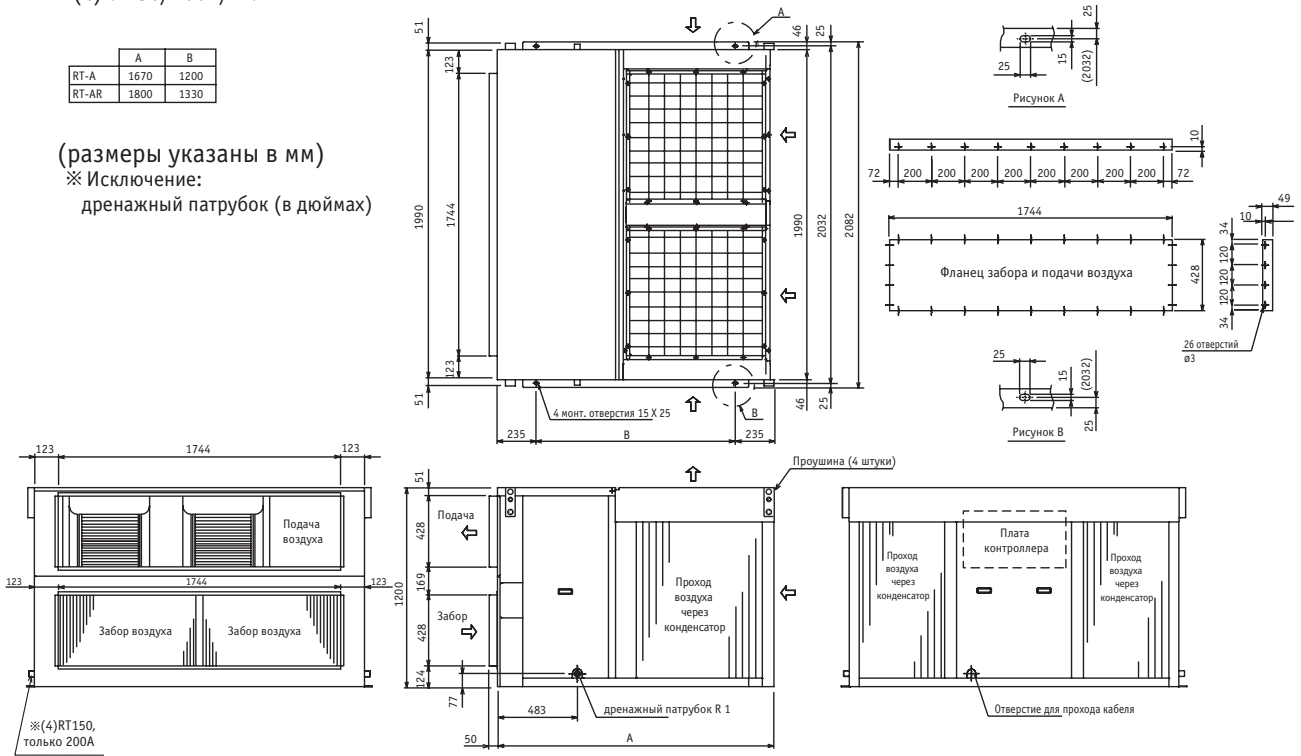 A B
RT-A 1670 1200
RT-AR 1800 1330
(размеры указаны в мм)
※ Исключение:
дренажный патрубок (в дюймах)
A
51
46
25
123
1990
1744
1990
2032
2082
123
51
46
25
4 монт. отверстия 15 X 25
B
235
B
235
25
15
(2032)
25
Рисунок A
10
72 200 200 200 200 200 200 200 200 72
1744
49
10
Фланец забора и подачи воздуха
428
34
120
120
120
34
26 отверстий
ø3
25
15
(2032)
25
Рисунок B
123 1744 123
Подача
воздуха
123 1744 123
Забор воздуха Забор воздуха
※(4)RT150,
только 200A
Проушина (4 штуки)
51
Подача
428
169
1200
Забор
428
124
77
Проход
воздуха
через
конденсатор
483
дренажный патрубок R 1
50
A
Плата
контроллера
Проход
воздуха
через
конденсатор
Проход
воздуха
через
конденсатор
Отверстие для прохода кабеля